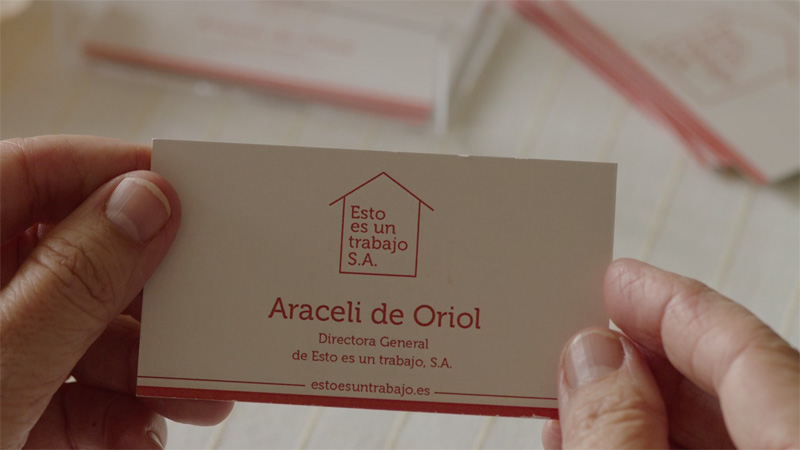 Esto
es un
trabajo
S.A.
Araceli de Oriol
Directora General
de Esto es un trabajo, S.A.
estoesuntrabajo.es